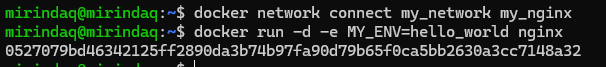 mirindaq@mirindaq:~$ docker network connect my_network my_nginx
mirindaq@mirindaq:~$ docker run -d -e MY_ENV=hello_world nginx
0527079bd46342125ff2890da3b74b97fa90d79b65f0ca5bb2630a3cc7148a32